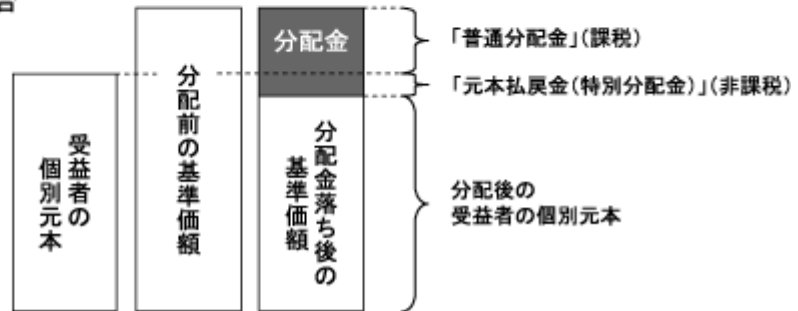 分配金
「普通分配金」(課税)
「元本払戻金(特別分配金)」(非課税)
受益者の
個別元本
分配前の基準価額
分配金落ち後の
基準価額
分配後の
受益者の個別元本